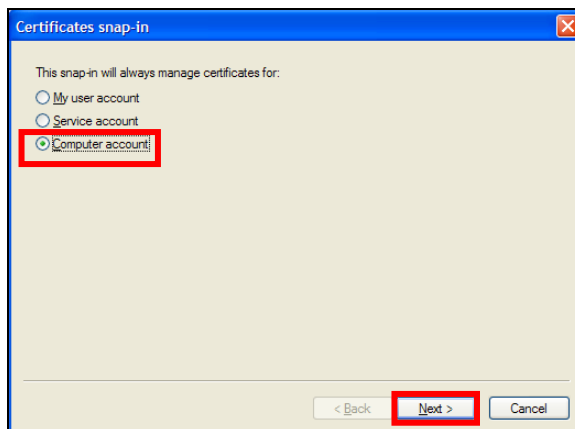 Certificates snap-in
This snap-in will always manage certificates for:
My user account
Service account
Computer account
< Back
Next >
Cancel